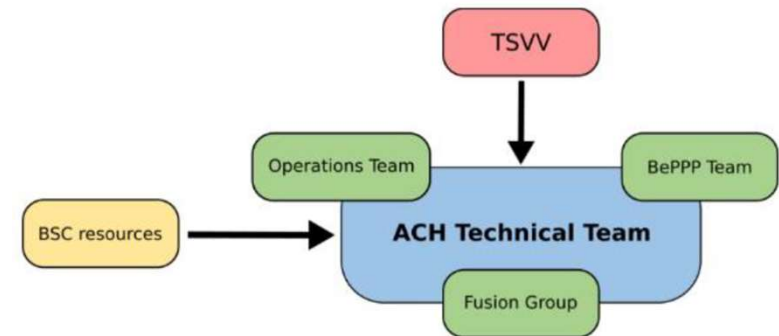 TSVV
Operations Team
BePPP Team
BSC resources
ACH Technical Team
Fusion Group